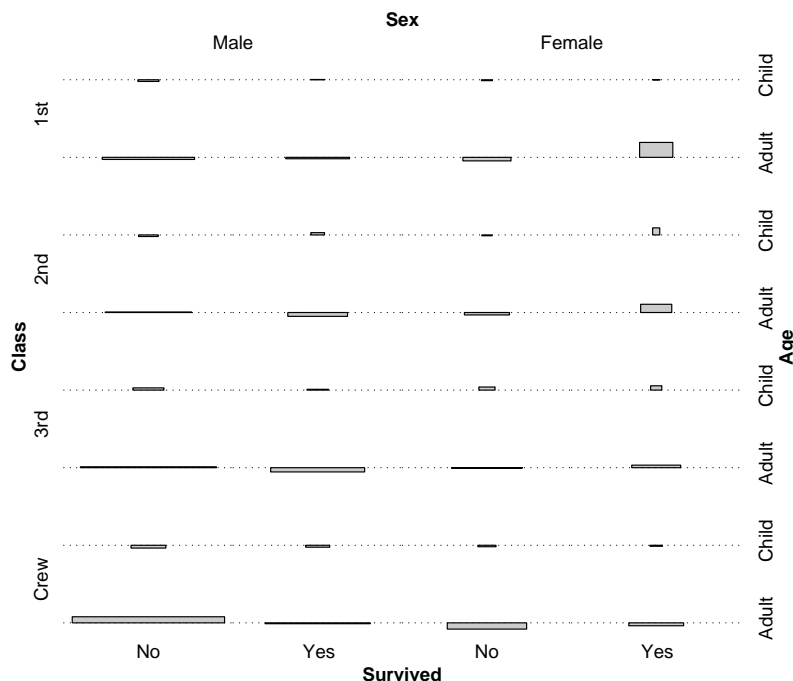 Sex
Male Female
Child
1st
Adult
Child
2nd
Adult
Class
Age
Child
3rd
Adult
Child
Crew
Adult
No Yes No Yes
Survived